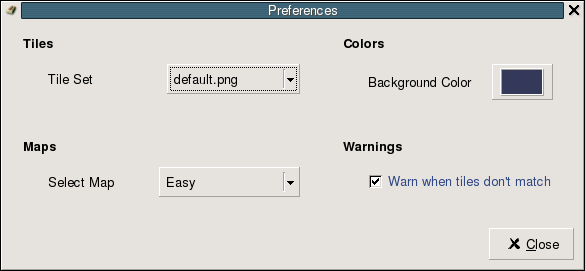 Preferences
Tiles
Colors
Tile Set
default.png
Background Color
Maps
Warnings
Select Map
Easy
Warn when tiles don't match
Close